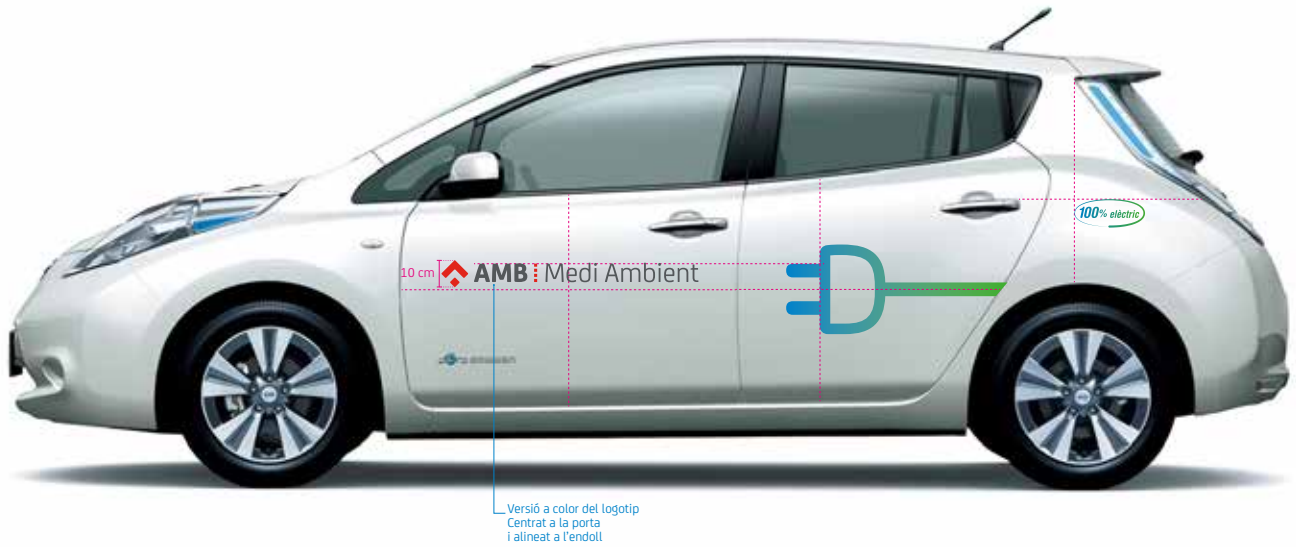 100% elèctric
10 cm
AMB Medi Ambient
Versió a color del logotip
Centrat a la porta
i alineat a l'endoll